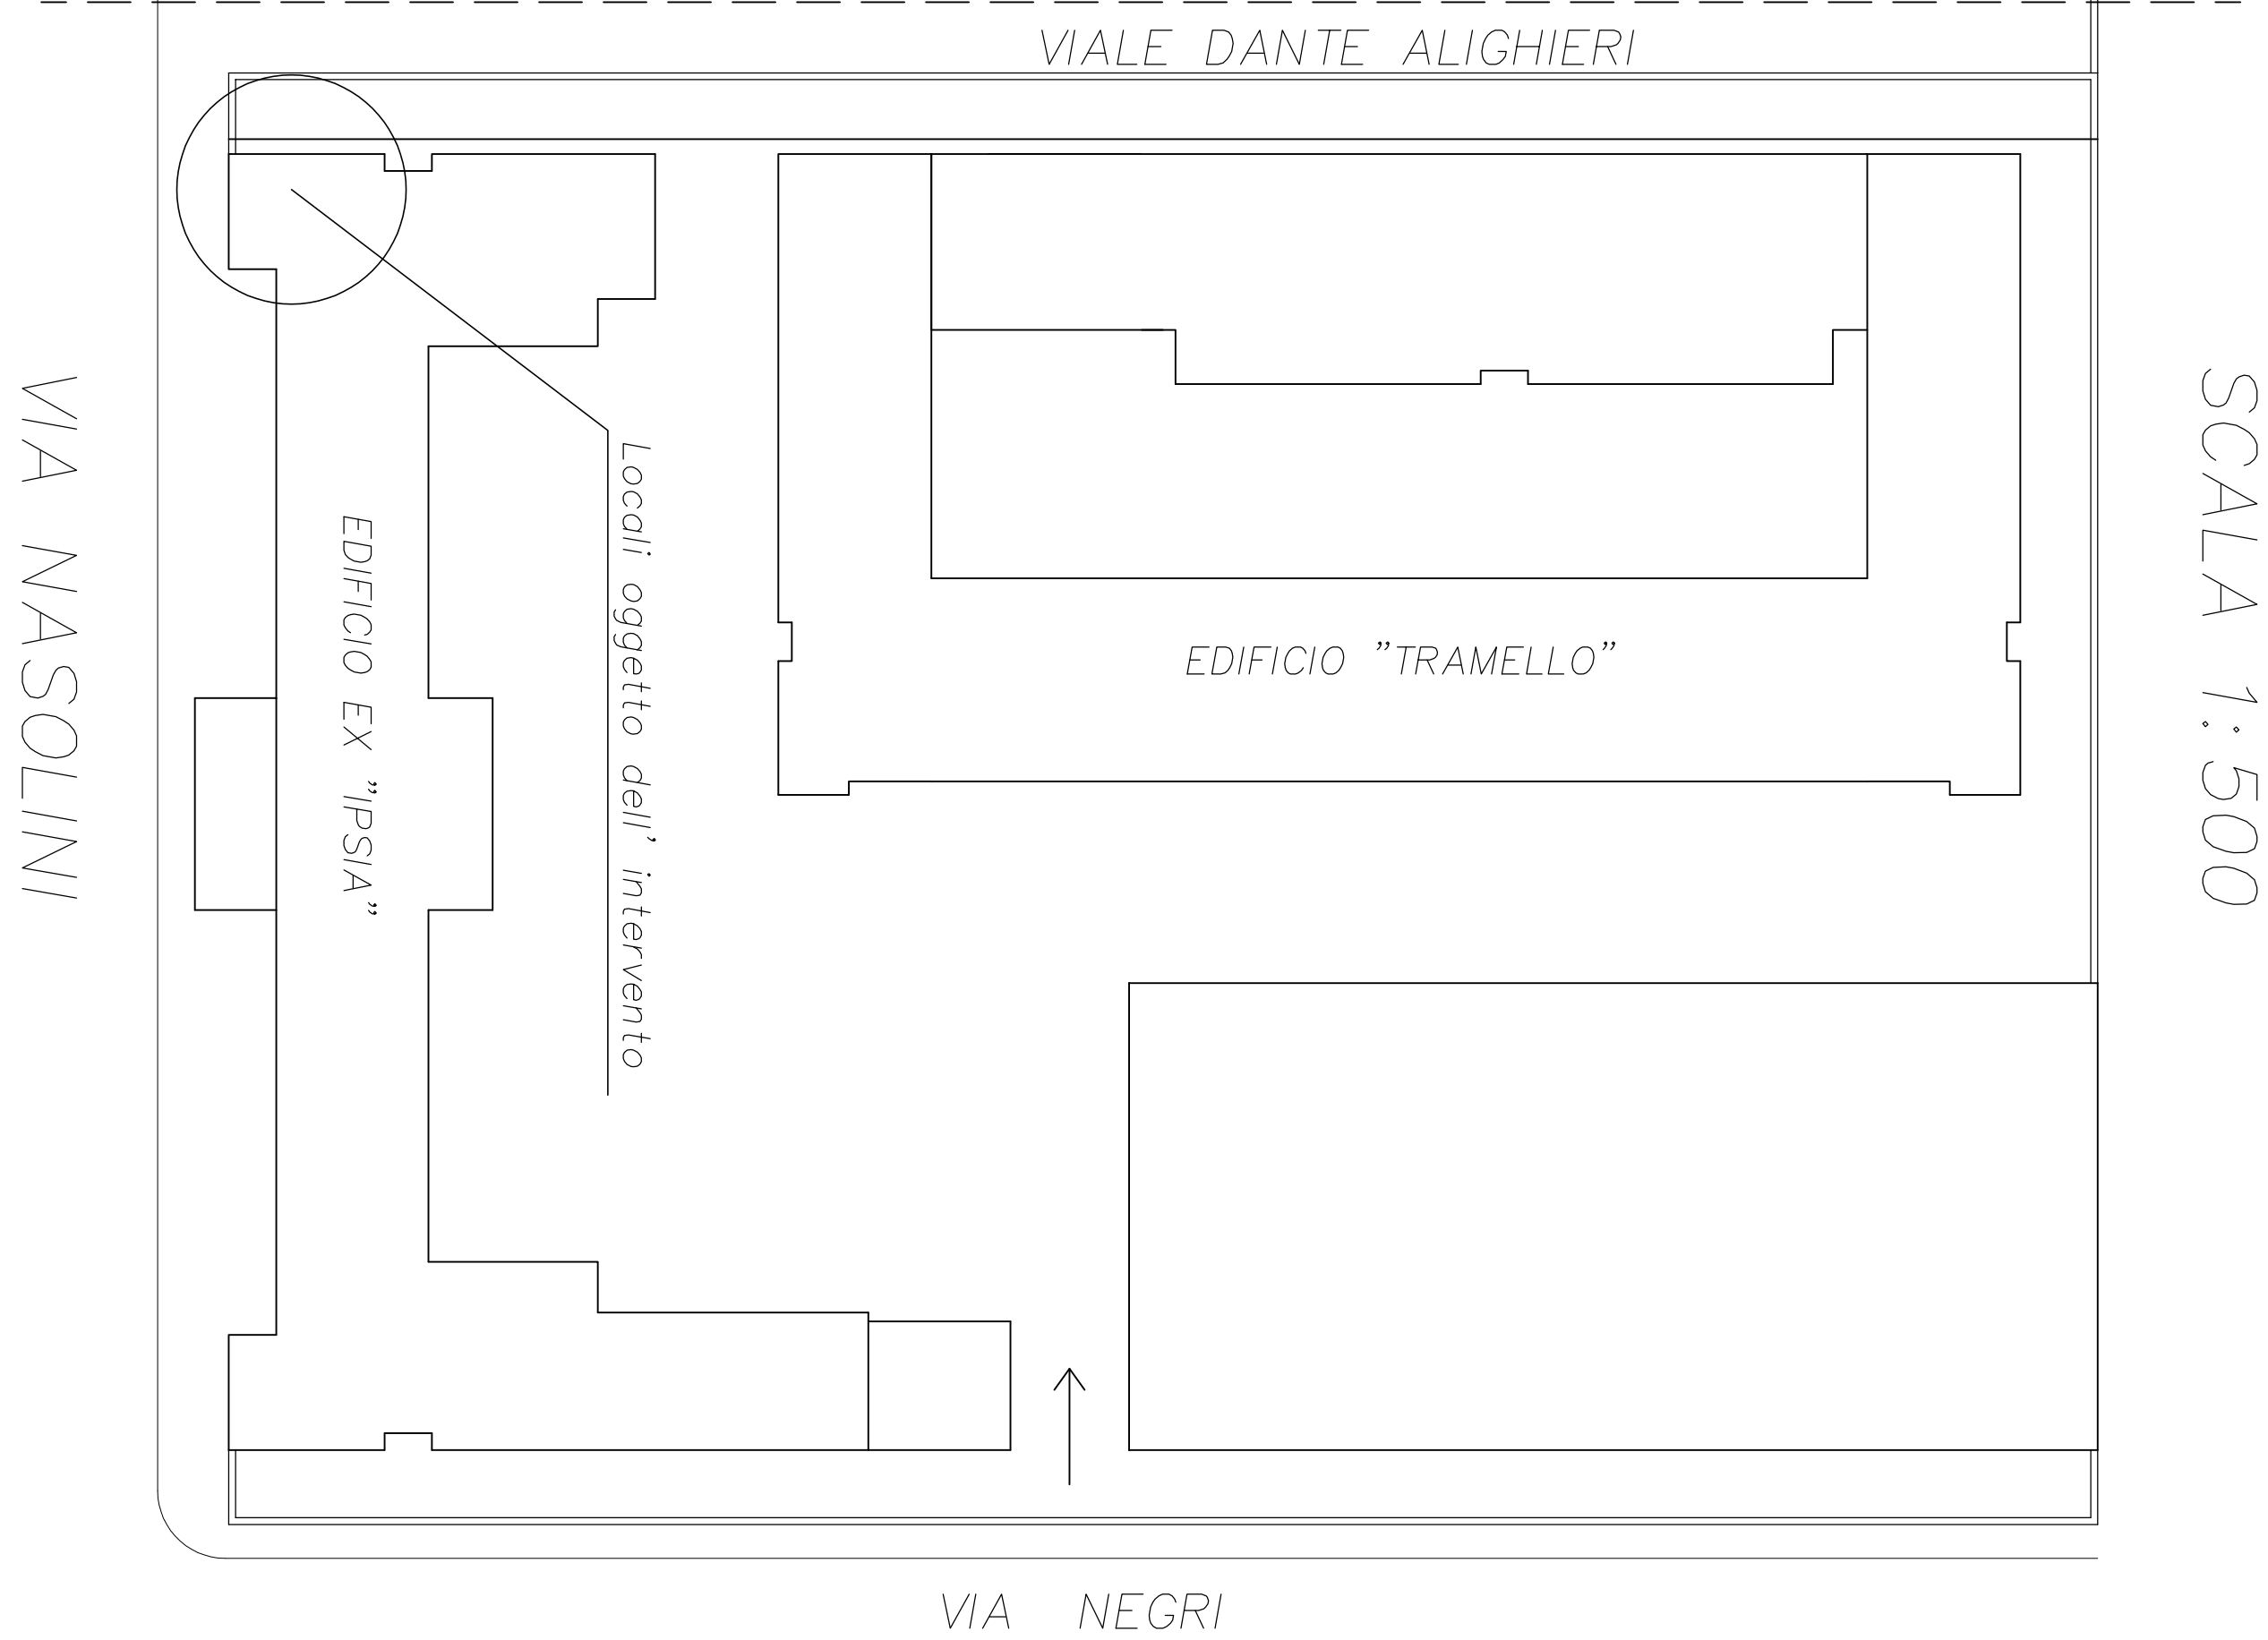 VIALE DANTE ALIGHIERI
VIA NASOLINI
EDIFICIO EX "IPSIA"
Locali oggetto dell' intervento
EDIFICIO "TRAMELLO"
SCALA 1:500
VIA NEGRI